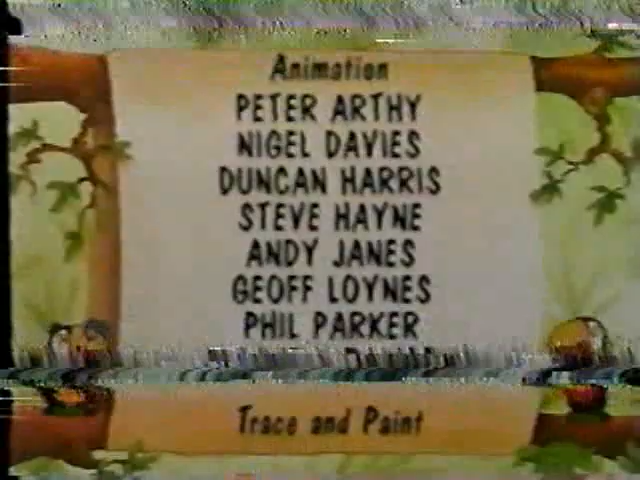 Animation
PETER ARTHY
NIGEL DAVIES
DUNCAN HARRIS
STEVE HAYNE
ANDY JANES
GEOFF LOYNES
PHIL PARKER
Trace and Paint